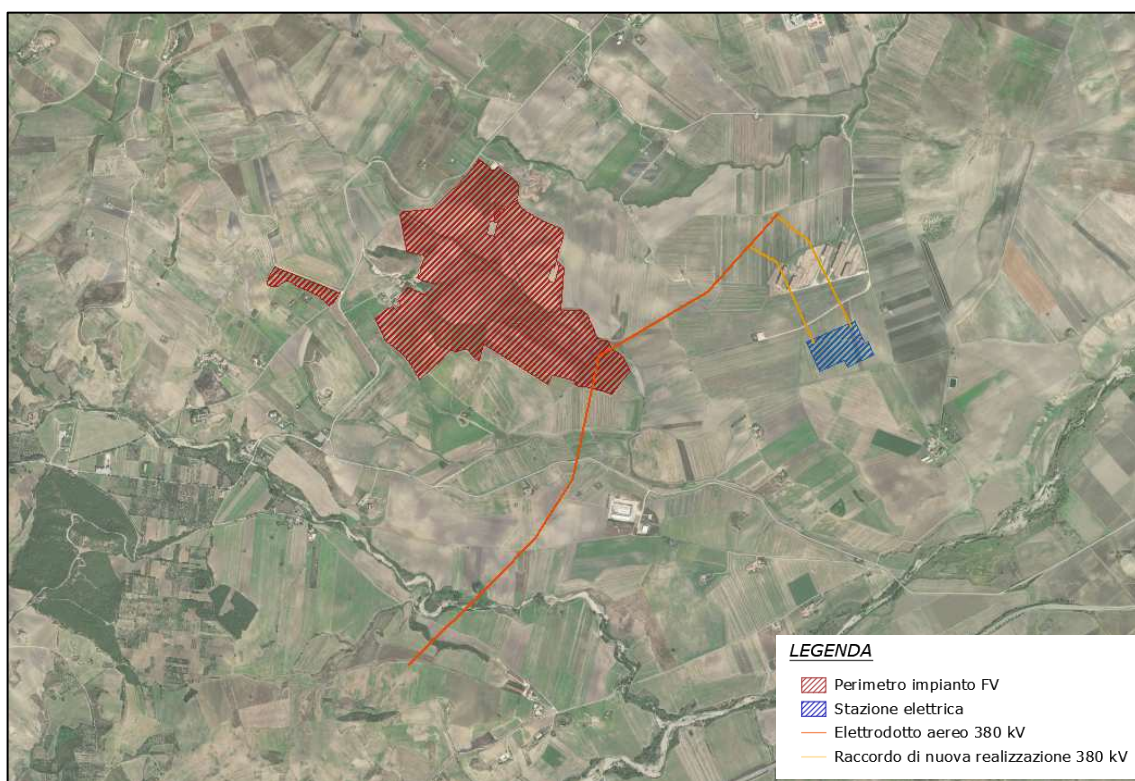 LEGENDA
Perimetro impianto FV
Stazione elettrica
Elettrodotto aereo 380 kV
Raccordo di nuova realizzazione 380 kV